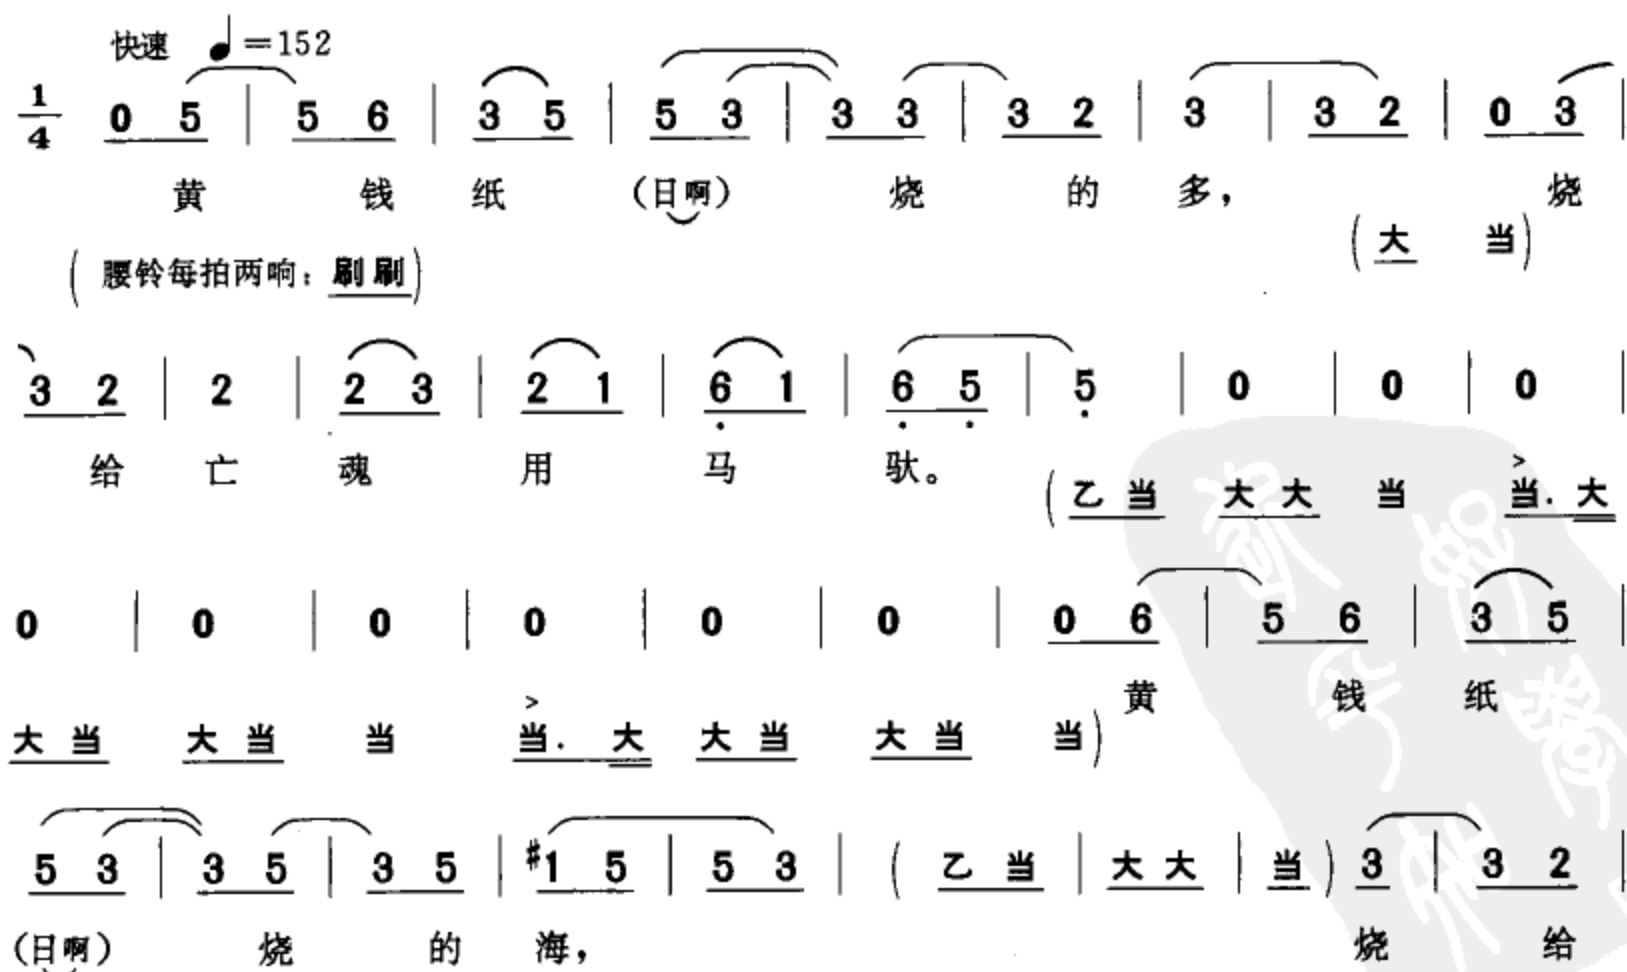 快速 ♩=152
1/4 0 5 | 5 6 | 3 5 | 5 3 | 3 3 | 3 2 | 3 | 3 2 | 0 3 |
黄 钱 纸 (日啊) 烧 的 多, 烧
(大 当)
(腰铃每拍两响:刷刷)
3 2 | 2 | 2 3 | 2 1 | 6̣ 1 | 6̣ 5̣ | 5̣ | 0 | 0 | 0 |
给 亡 魂 用 马 驮。
(乙 当 大 大 当 当. 大
0 | 0 | 0 | 0 | 0 | 0 | 0 6 | 5 6 | 3 5 |
黄 钱 纸
大 当 大 当 当 当. 大 大 当 大 当 当)
5 3 | 3 5 | 3 5 | #1 5 | 5 3 | (乙 当 | 大 大 | 当) 3 | 3 2 |
(日啊) 烧 的 海, 烧 给